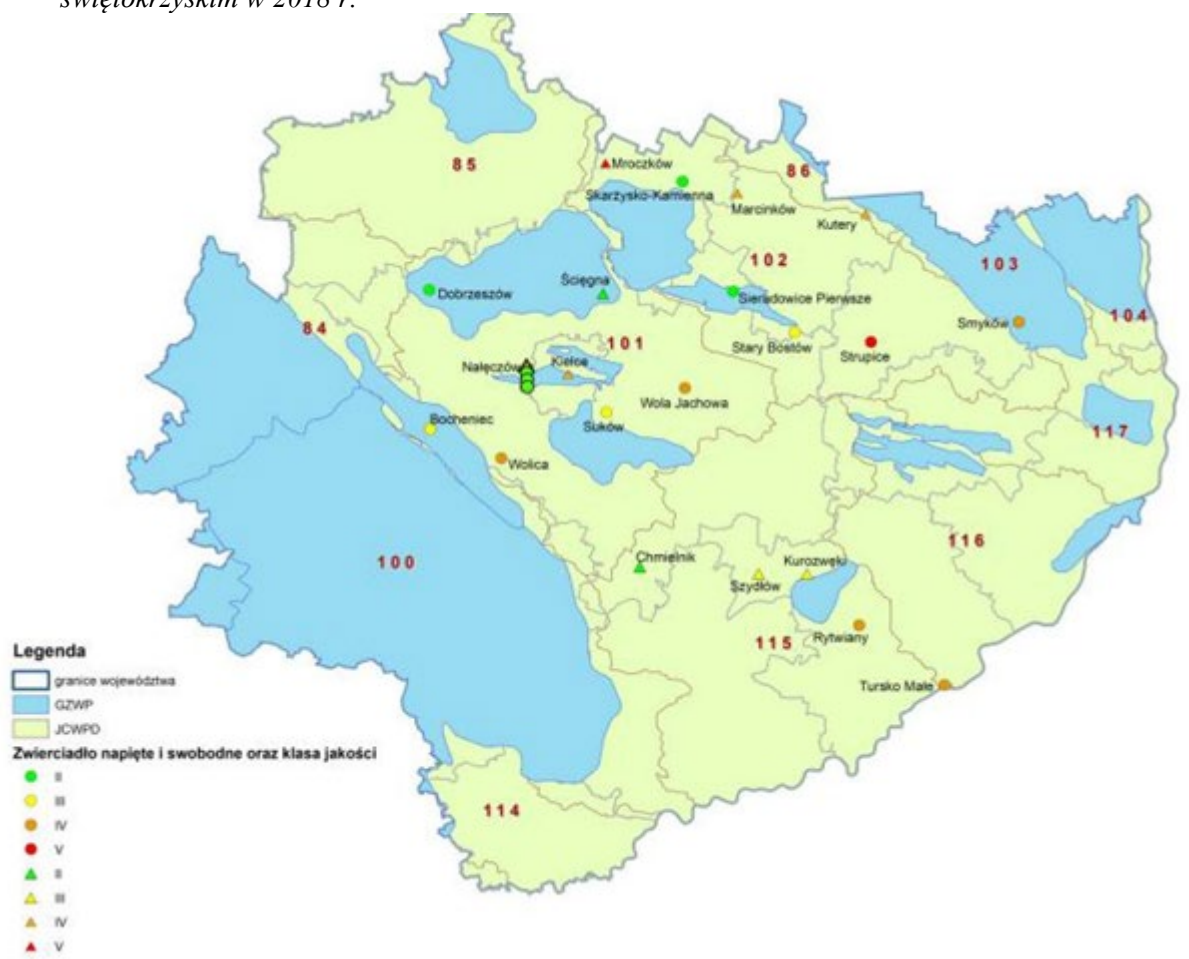 świętokrzyskim w 2018 r.
85
Mroczków
86
Skarżysko-Kamienna
Marcinków
Kutery
102
103
Ścięgna
Dobrzeszów
Sieradowice Pierwsze
104
84
Smyków
101
Stary Bostów
Strupice
Nałęczów
Kielce
Wola Jachowa
Bocheniec
Suków
117
Wolica
116
100
Chmielnik
Kurozwęki
Szydłów
Rytwiany
115
Tursko Małe
114
Legenda
granice województwa
GZWP
JCWPD
Zwierciadło napięte i swobodne oraz klasa jakości
II
III
IV
V
II
III
IV
V